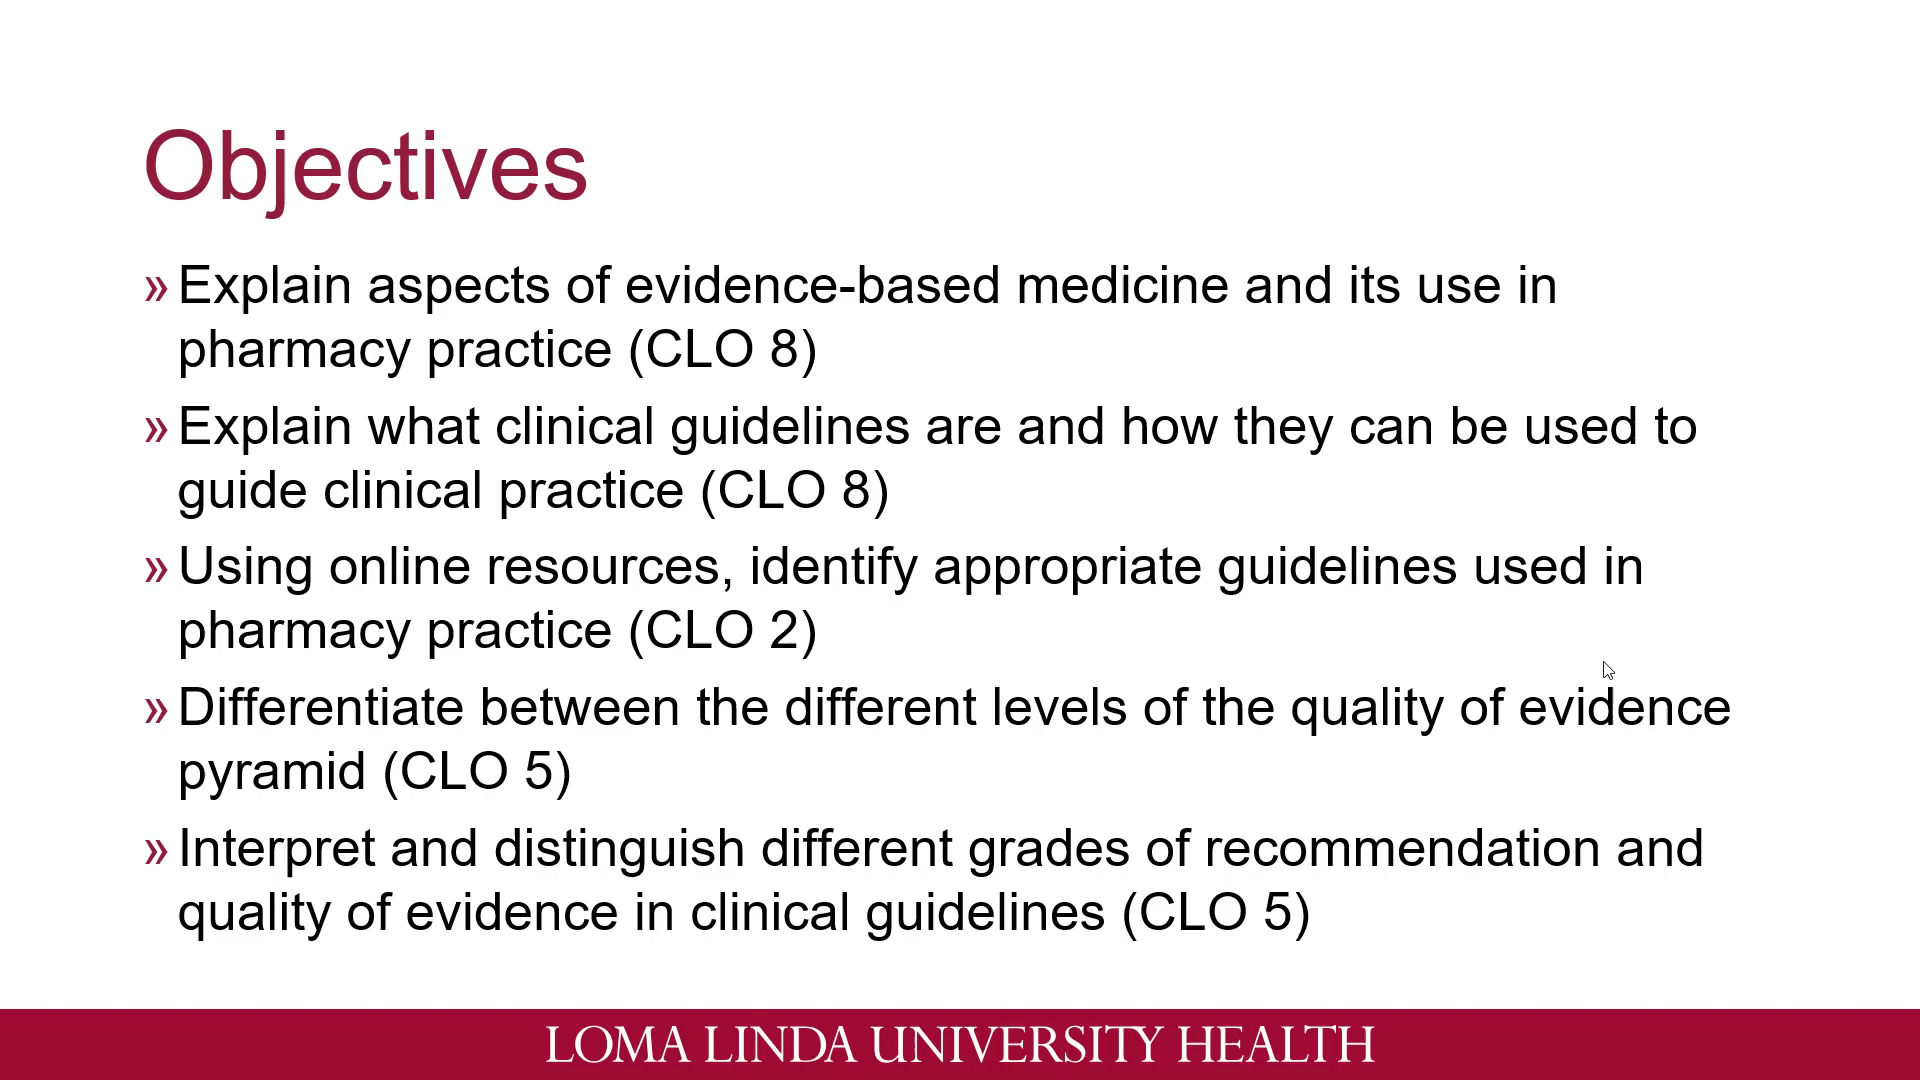 Objectives
» Explain aspects of evidence-based medicine and its use in
pharmacy practice (CLO 8)
» Explain what clinical guidelines are and how they can be used to
guide clinical practice (CLO 8)
» Using online resources, identify appropriate guidelines used in
pharmacy practice (CLO 2)
» Differentiate between the different levels of the quality of evidence
pyramid (CLO 5)
» Interpret and distinguish different grades of recommendation and
quality of evidence in clinical guidelines (CLO 5)
LOMA LINDA UNIVERSITY HEALTH